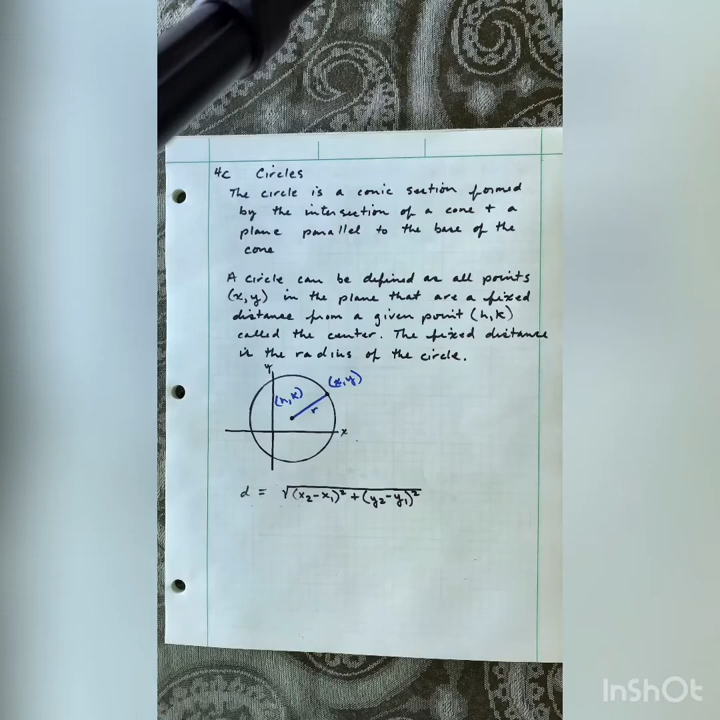 4c Circles
The circle is a conic section formed
by the intersection of a cone + a
plane parallel to the base of the
cone
A circle can be defined as all points
(x,y) in the plane that are a fixed
distance from a given point (h,k)
called the center. The fixed distance
is the radius of the circle.
y
(x,y)
(h,k)
r
x
d = √(x₂-x₁)² + (y₂-y₁)²
InShOt